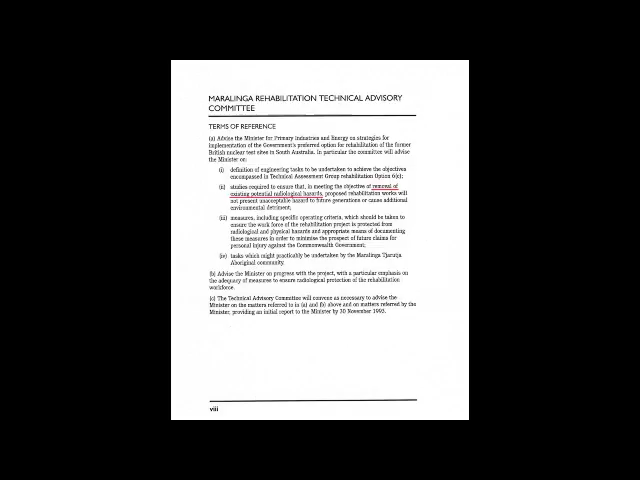 MARALINGA REHABILITATION TECHNICAL ADVISORY
COMMITTEE
TERMS OF REFERENCE
(a) Advise the Minister for Primary Industries and Energy on strategies for
implementation of the Government's preferred option for rehabilitation of the former
British nuclear test sites in South Australia. In particular the committee will advise
the Minister on:
(i) definition of engineering tasks to be undertaken to achieve the objectives
encompassed in Technical Assessment Group rehabilitation Option 6(c);
(ii) studies required to ensure that, in meeting the objective of removal of
existing potential radiological hazards, proposed rehabilitation works will
not present unacceptable hazard to future generations or cause additional
environmental detriment.
(iii) measures, including specific operating criteria, which should be taken to
ensure the work force of the rehabilitation project is protected from
radiological and physical hazards and appropriate means of documenting
these measures in order to minimise the prospect of future claims for
personal injury against the Commonwealth Government;
(iv) tasks which might practicably be undertaken by the Maralinga Tjarutja
Aboriginal community.
(b) Advise the Minister on progress with the project, with a particular emphasis on
the adequacy of measures to ensure radiological protection of the rehabilitation
workforce.
(c) The Technical Advisory Committee will convene as necessary to advise the
Minister on the matters referred to in (a) and (b) above and on matters referred by the
Minister, providing an initial report to the Minister by 30 November 1993.
viii